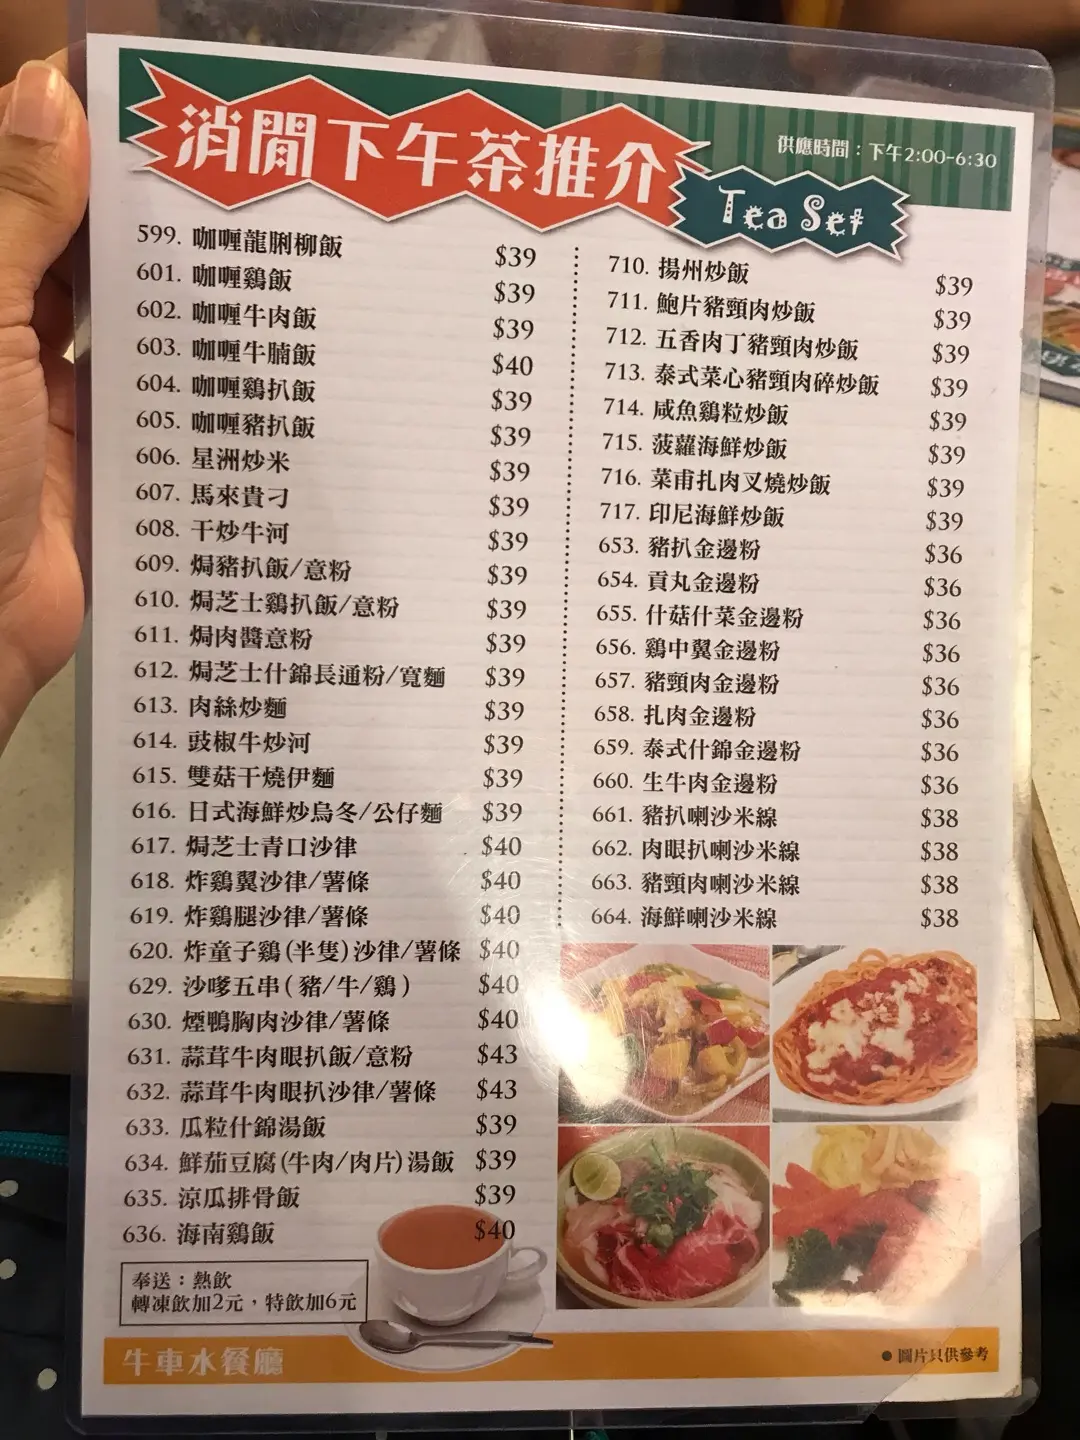 消閒下午茶推介
Tea Set
供應時間：下午2:00-6:30
599. 咖喱龍脷柳飯 $39
601. 咖喱鷄飯 $39
602. 咖喱牛肉飯 $39
603. 咖喱牛腩飯 $40
604. 咖喱鷄扒飯 $39
605. 咖喱豬扒飯 $39
606. 星洲炒米 $39
607. 馬來貴刁 $39
608. 干炒牛河 $39
609. 焗豬扒飯/意粉 $39
610. 焗芝士鷄扒飯/意粉 $39
611. 焗肉醬意粉 $39
612. 焗芝士什錦長通粉/寬麵 $39
613. 肉絲炒麵 $39
614. 豉椒牛炒河 $39
615. 雙菇干燒伊麵 $39
616. 日式海鮮炒烏冬/公仔麵 $39
617. 焗芝士青口沙律 $40
618. 炸鷄翼沙律/薯條 $40
619. 炸鷄腿沙律/薯條 $40
620. 炸童子鷄(半隻)沙律/薯條 $40
629. 沙嗲五串(豬/牛/鷄) $40
630. 煙鴨胸肉沙律/薯條 $40
631. 蒜茸牛肉眼扒飯/意粉 $43
632. 蒜茸牛肉眼扒沙律/薯條 $43
633. 瓜粒什錦湯飯 $39
634. 鮮茄豆腐(牛肉/肉片)湯飯 $39
635. 涼瓜排骨飯 $39
636. 海南鷄飯 $40
奉送：熱飲
轉凍飲加2元，特飲加6元
710. 揚州炒飯 $39
711. 鮑片豬頸肉炒飯 $39
712. 五香肉丁豬頸肉炒飯 $39
713. 泰式菜心豬頸肉碎炒飯 $39
714. 咸魚鷄粒炒飯 $39
715. 菠蘿海鮮炒飯 $39
716. 菜甫扎肉叉燒炒飯 $39
717. 印尼海鮮炒飯 $39
653. 豬扒金邊粉 $36
654. 貢丸金邊粉 $36
655. 什菇什菜金邊粉 $36
656. 鷄中翼金邊粉 $36
657. 豬頸肉金邊粉 $36
658. 扎肉金邊粉 $36
659. 泰式什錦金邊粉 $36
660. 生牛肉金邊粉 $36
661. 豬扒喇沙米線 $38
662. 肉眼扒喇沙米線 $38
663. 豬頸肉喇沙米線 $38
664. 海鮮喇沙米線 $38
牛車水餐廳
● 圖片只供參考